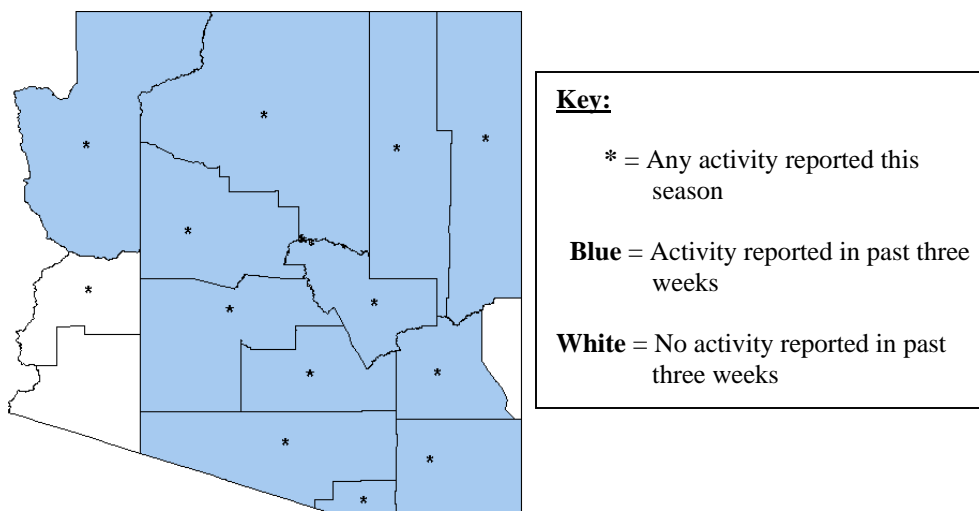 Key:
* = Any activity reported this
season
Blue = Activity reported in past three
weeks
White = No activity reported in past
three weeks
*
*
*
*
*
*
*
*
*
*
*
*
*